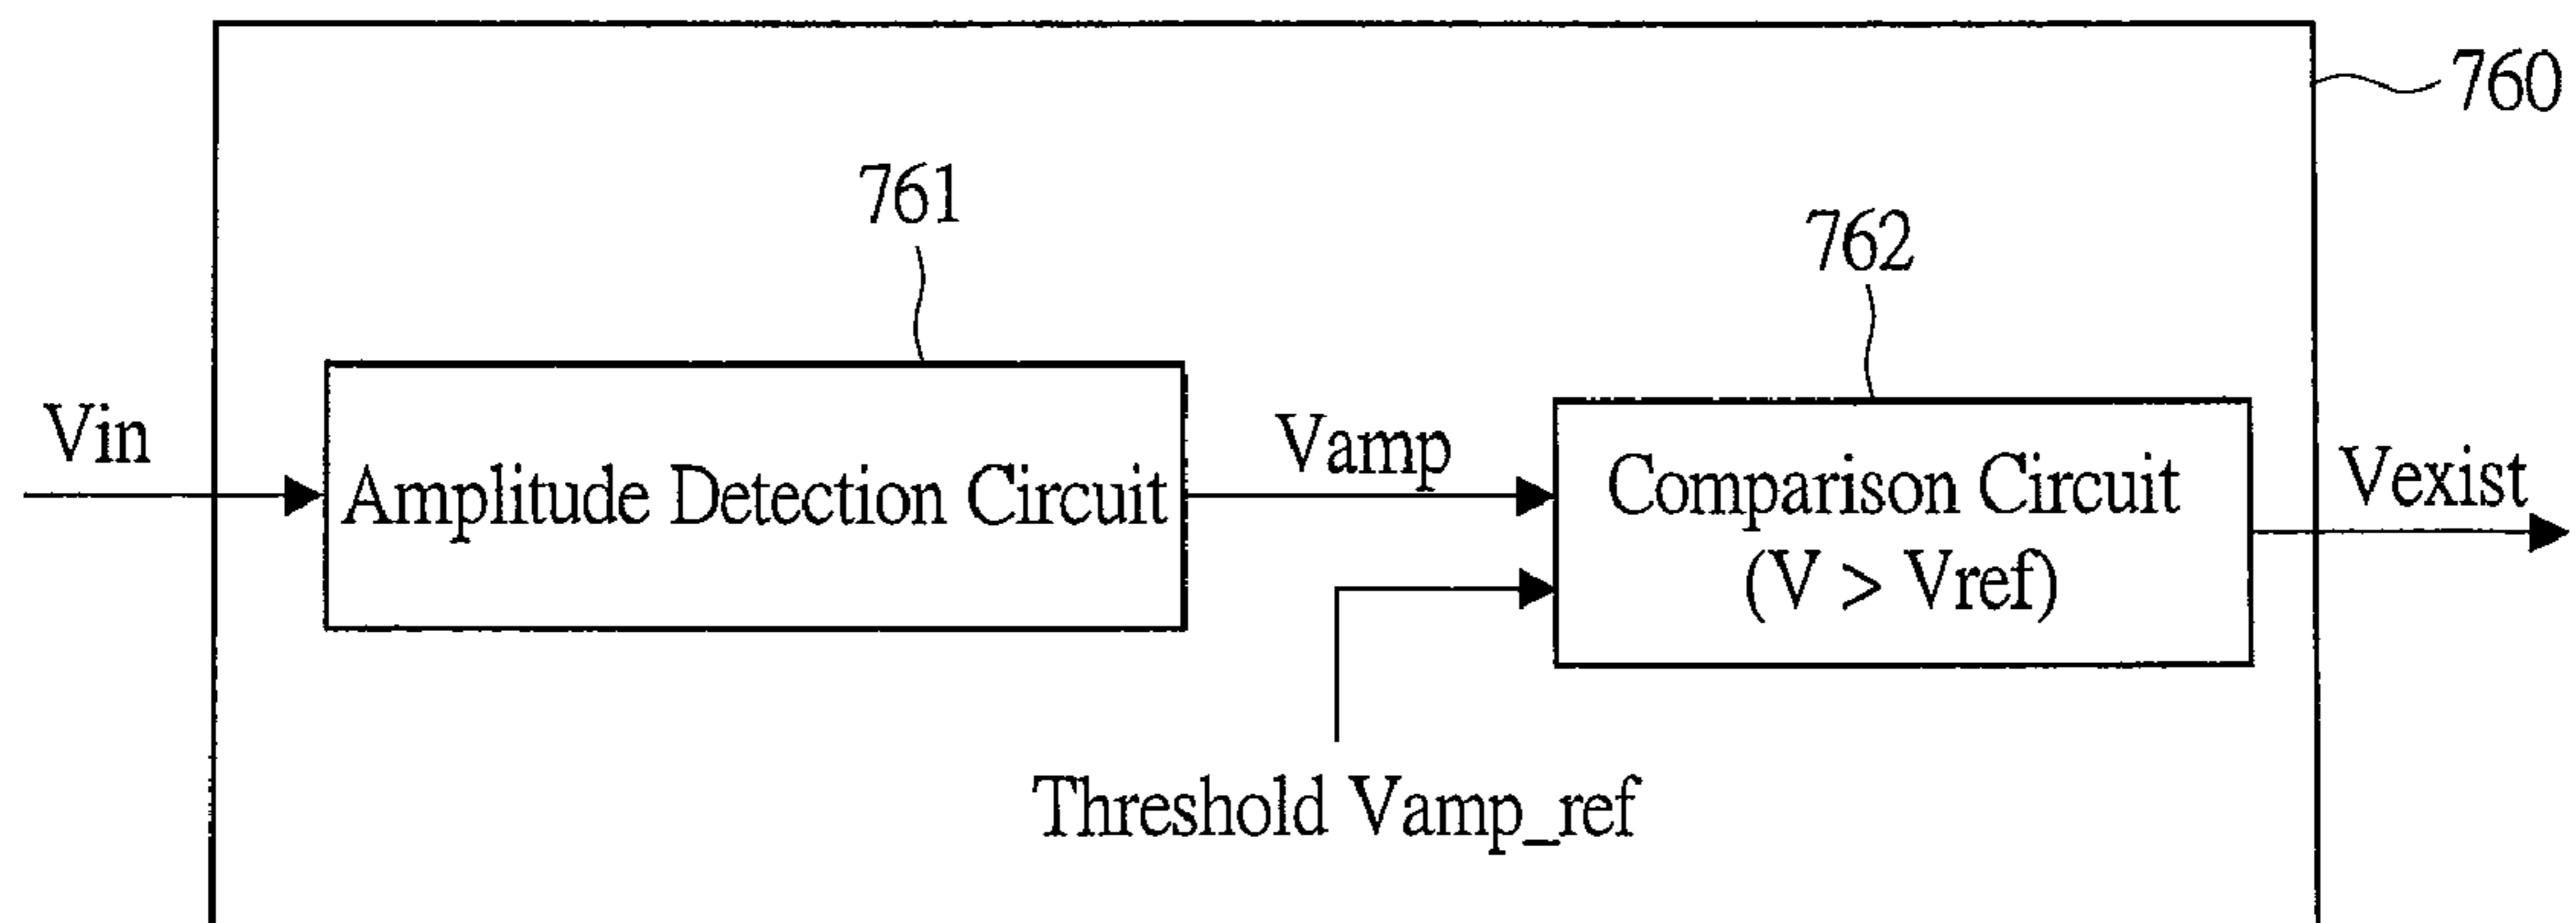 760
761
762
Vin
Amplitude Detection Circuit
Vamp
Comparison Circuit
(V > Vref)
Vexist
Threshold Vamp_ref